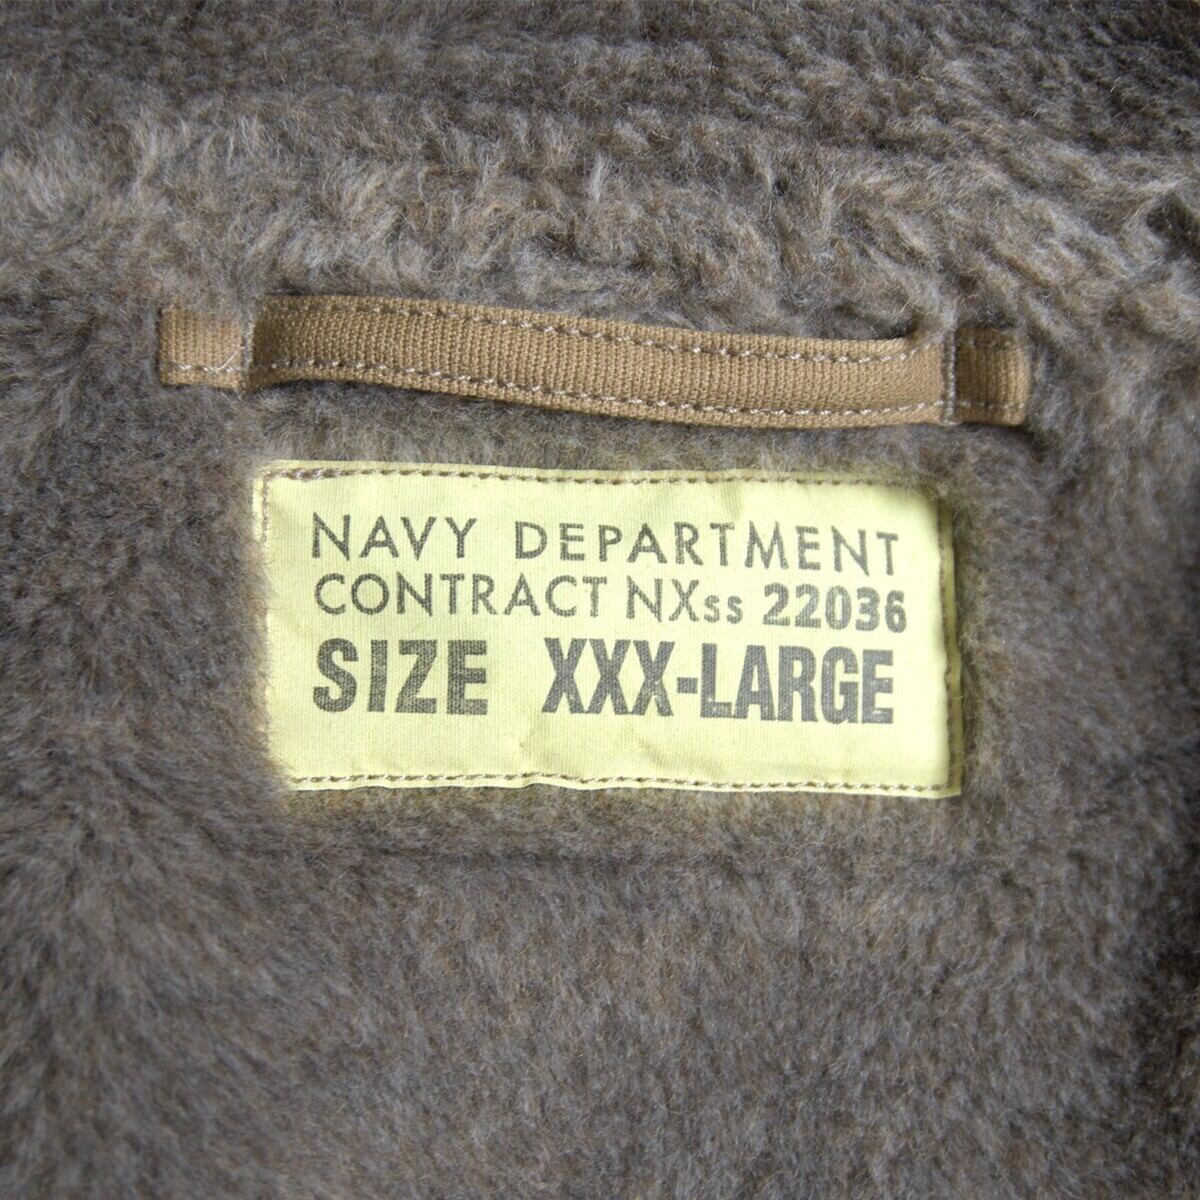 NAVY DEPARTMENT
CONTRACT NXss 22036
SIZE XXX-LARGE